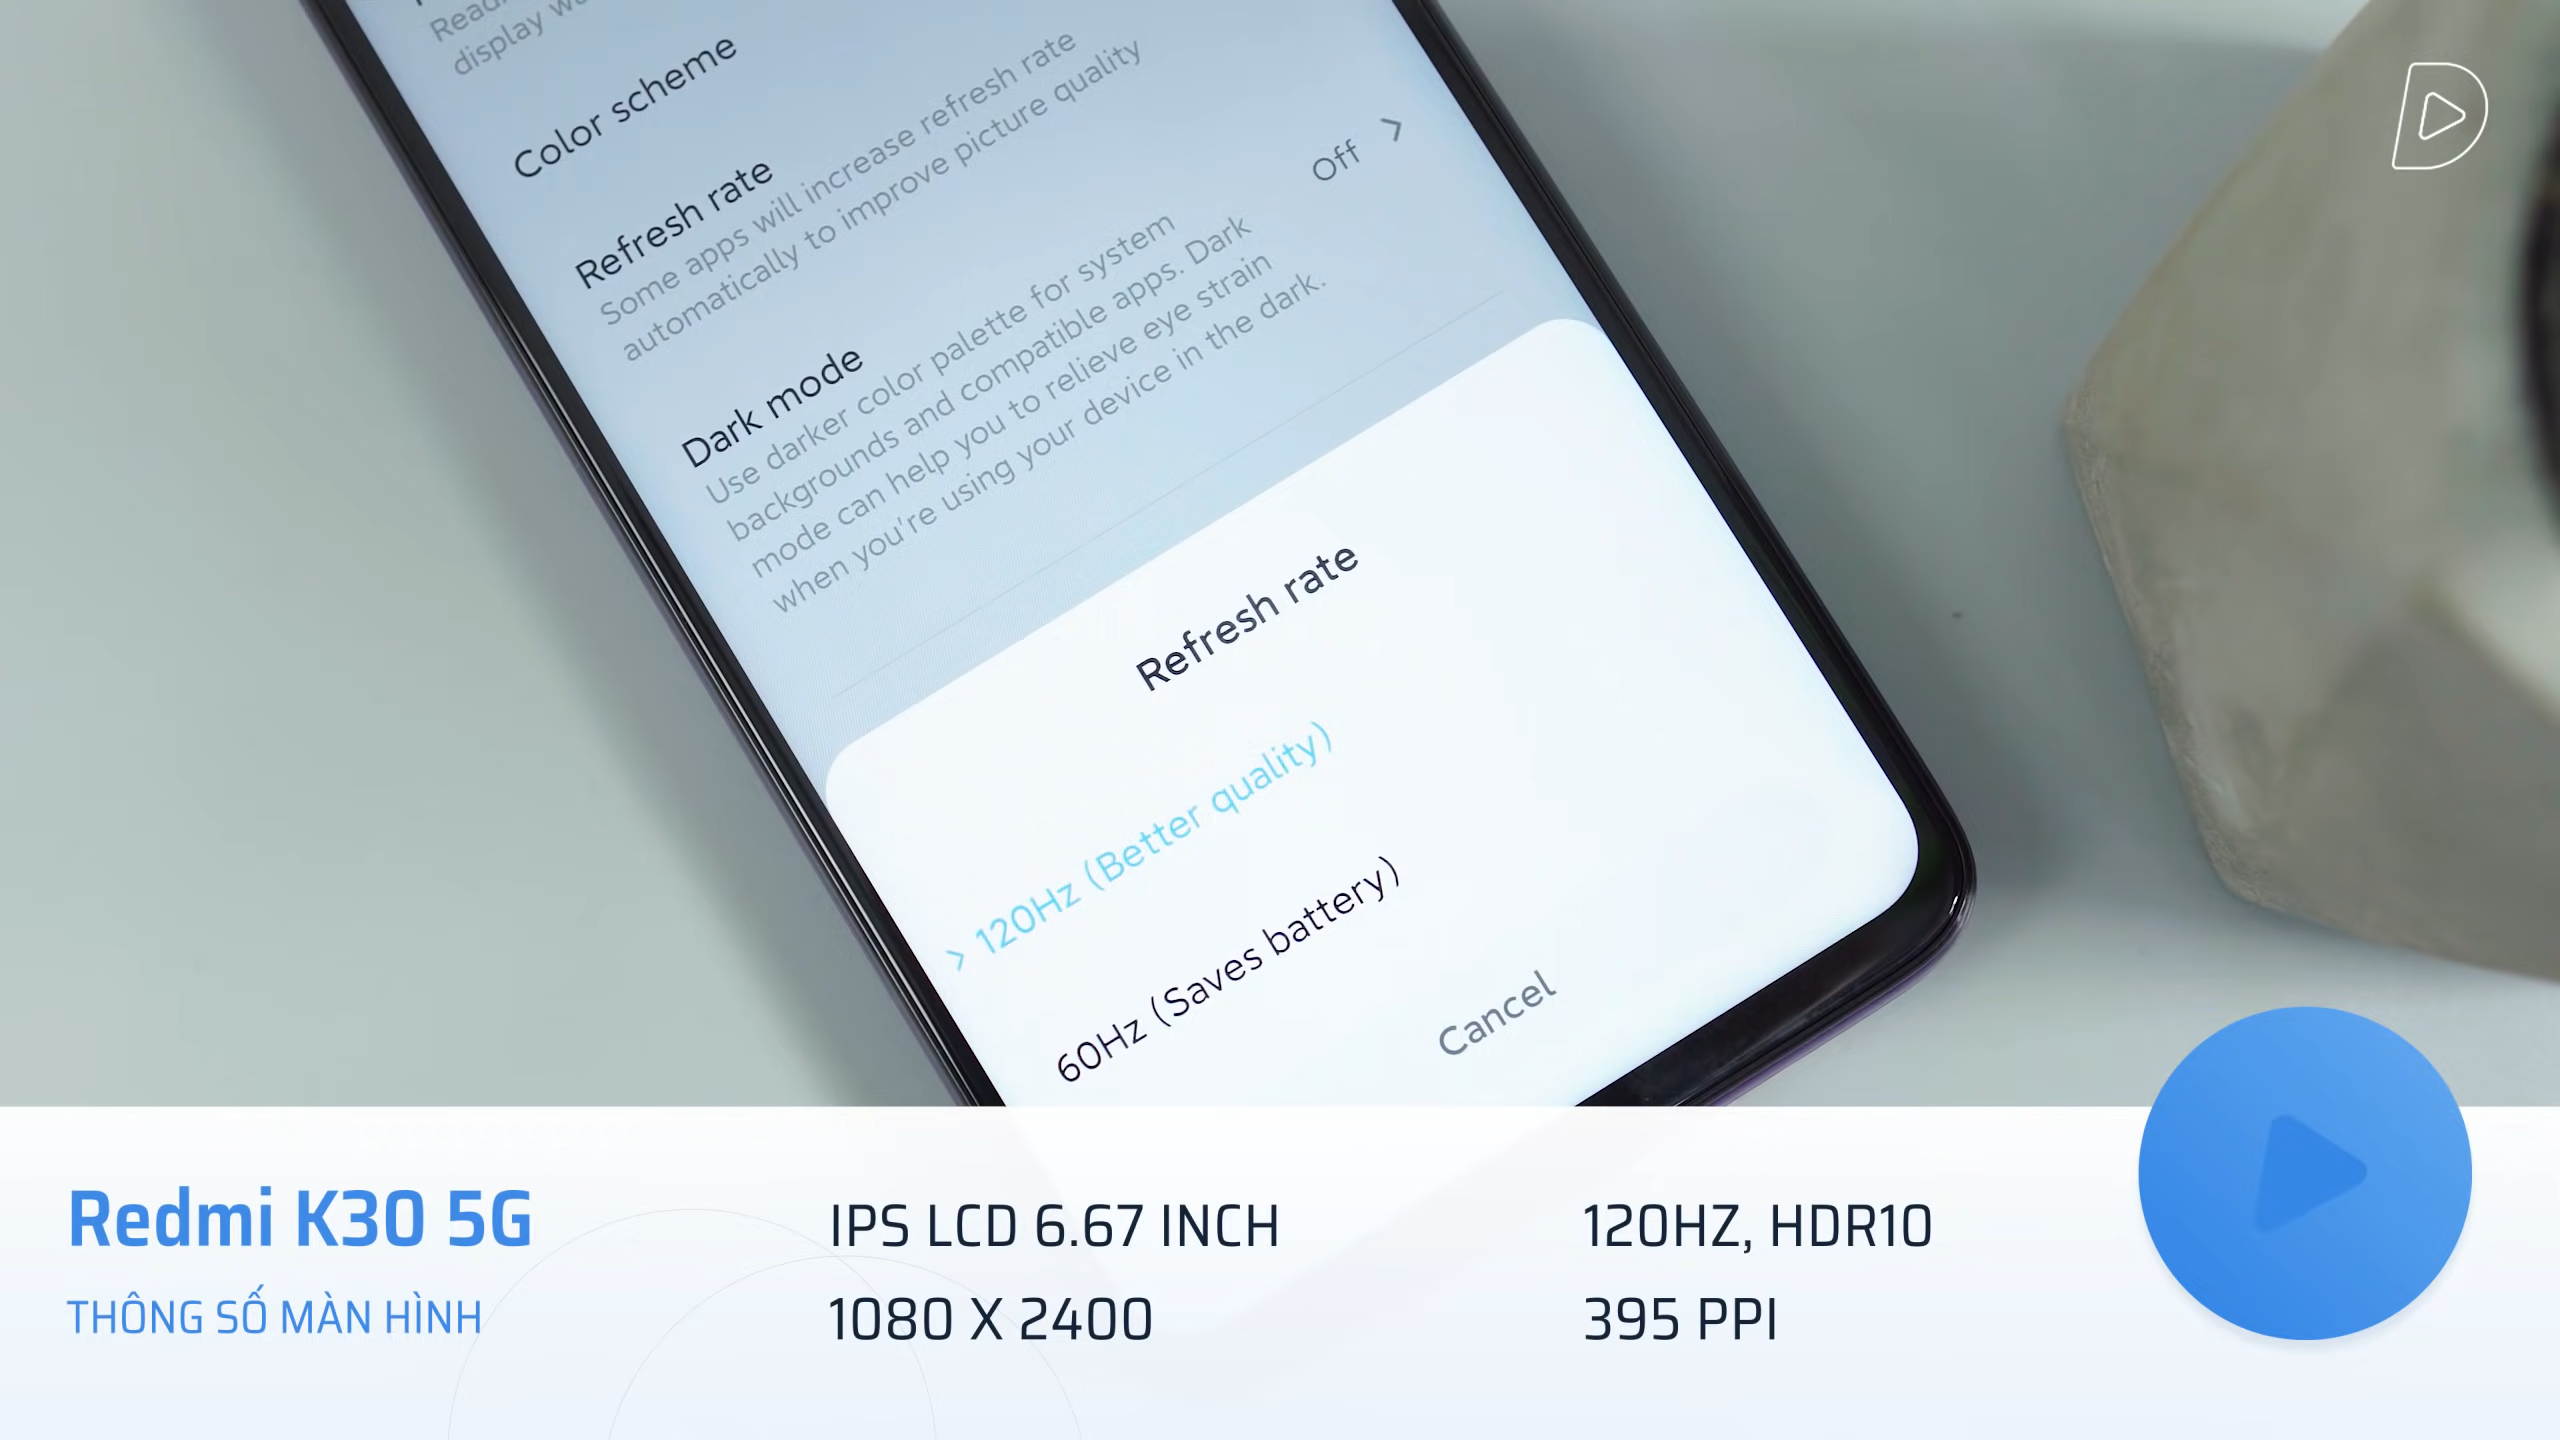 display
Color scheme
Refresh rate
Some apps will increase refresh rate
automatically to improve picture quality
Dark mode
Use darker color palette for system
backgrounds and compatible apps. Dark
mode can help you to relieve eye strain
when you're using your device in the dark.
Off
Refresh rate
120Hz (Better quality)
60Hz (Saves battery)
Cancel
Redmi K30 5G
THÔNG SỐ MÀN HÌNH
IPS LCD 6.67 INCH
1080 X 2400
120HZ, HDR10
395 PPI